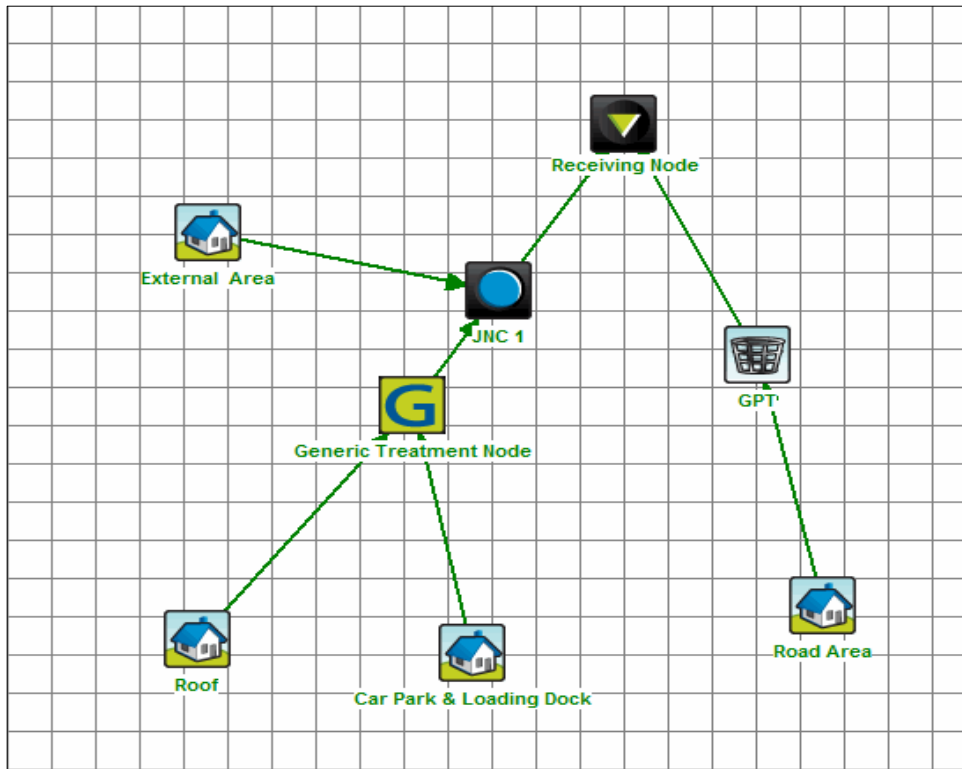 Receiving Node
External  Area
JNC 1
GPT
G
Generic Treatment Node
Road Area
Roof
Car Park & Loading Dock